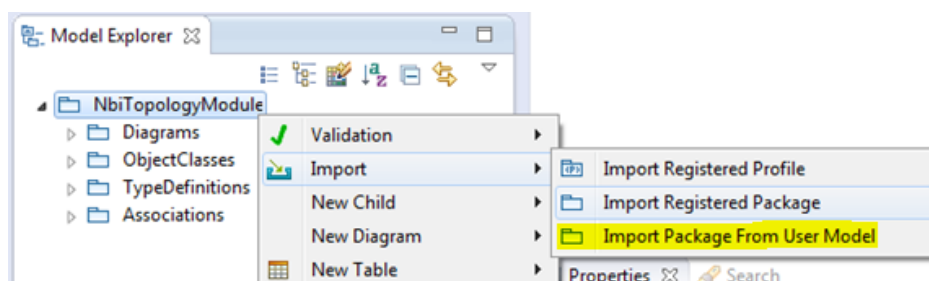 Model Explorer
NbiTopologyModule
Diagrams
ObjectClasses
TypeDefinitions
Associations
Validation
Import
New Child
New Diagram
New Table
Import Registered Profile
Import Registered Package
Import Package From User Model
Properties Search